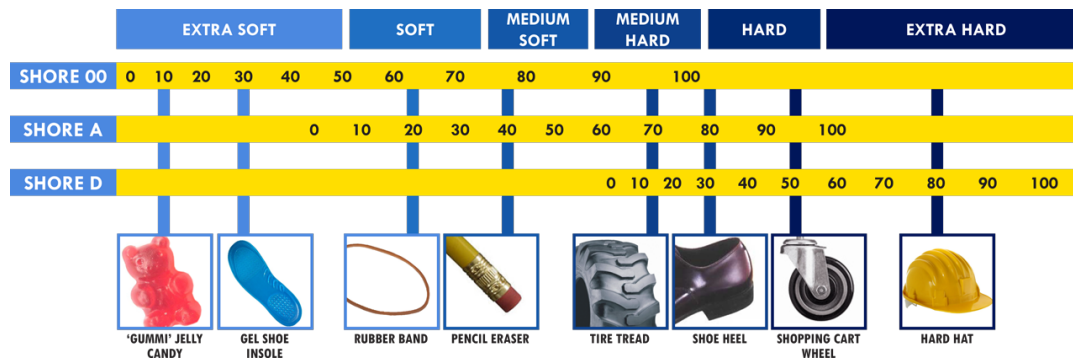 EXTRA SOFT
SOFT
MEDIUM
SOFT
MEDIUM
HARD
HARD
EXTRA HARD
SHORE 00 0 10 20 30 40 50 60 70 80 90 100
SHORE A 0 10 20 30 40 50 60 70 80 90 100
SHORE D 0 10 20 30 40 50 60 70 80 90 100
‘GUMMI’ JELLY
CANDY
GEL SHOE
INSOLE
RUBBER BAND
PENCIL ERASER
TIRE TREAD
SHOE HEEL
SHOPPING CART
WHEEL
HARD HAT